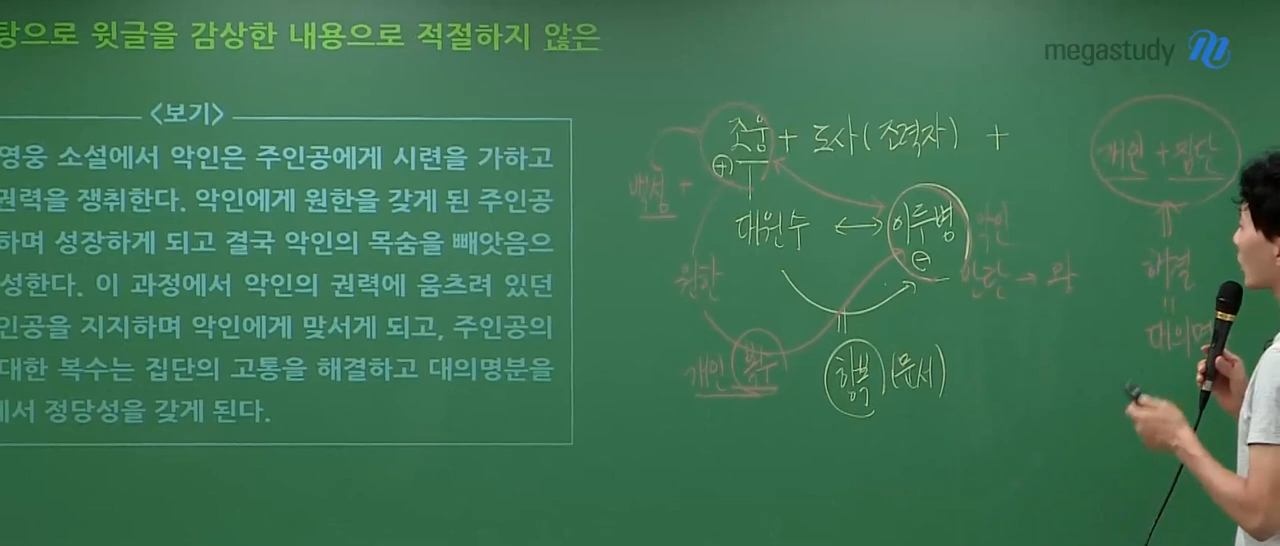 탕으로 윗글을 감상한 내용으로 적절하지 않은
megastudy
<보기>
영웅 소설에서 악인은 주인공에게 시련을 가하고
권력을 쟁취한다. 악인에게 원한을 갖게 된 주인공
하며 성장하게 되고 결국 악인의 목숨을 빼앗음으
성한다. 이 과정에서 악인의 권력에 움츠려 있던
인공을 지지하며 악인에게 맞서게 되고, 주인공의
대한 복수는 집단의 고통을 해결하고 대의명분을
에서 정당성을 갖게 된다.
조웅 + 도사(조력자) +
백성 + ⊕
대원수 ↔ 이두병 악인
⊖
원한 반란 → 왕
개인 복수
항복 (문서)
개인 + 집단
해결
=
대의명